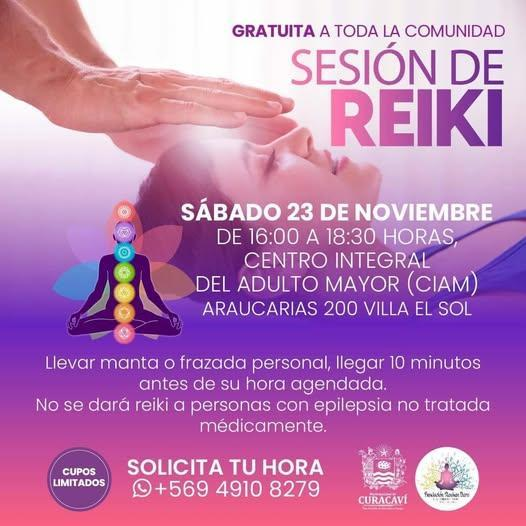 GRATUITA A TODA LA COMUNIDAD
SESIÓN DE
REIKI
SÁBADO 23 DE NOVIEMBRE
DE 16:00 A 18:30 HORAS,
CENTRO INTEGRAL
DEL ADULTO MAYOR (CIAM)
ARAUCARIAS 200 VILLA EL SOL
Llevar manta o frazada personal, llegar 10 minutos
antes de su hora agendada.
No se dará reiki a personas con epilepsia no tratada
médicamente.
CUPOS
LIMITADOS
SOLICITA TU HORA
+569 4910 8279
CURACAVÍ